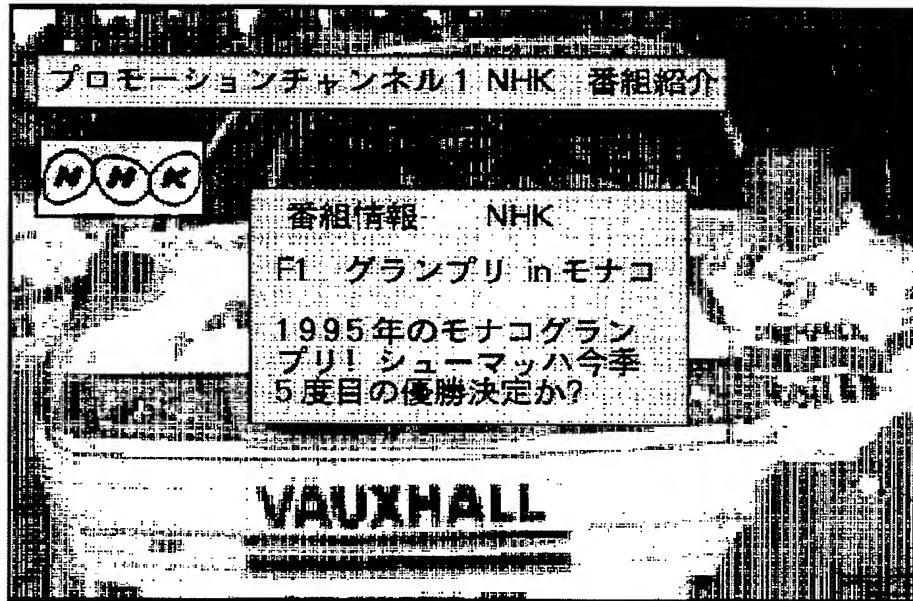 プロモーションチャンネル1 NHK 番組紹介
NHK
番組情報 NHK
F1 グランプリ in モナコ
1995年のモナコグラン
プリ! シューマッハ今季
5度目の優勝決定か?
VAUXHALL